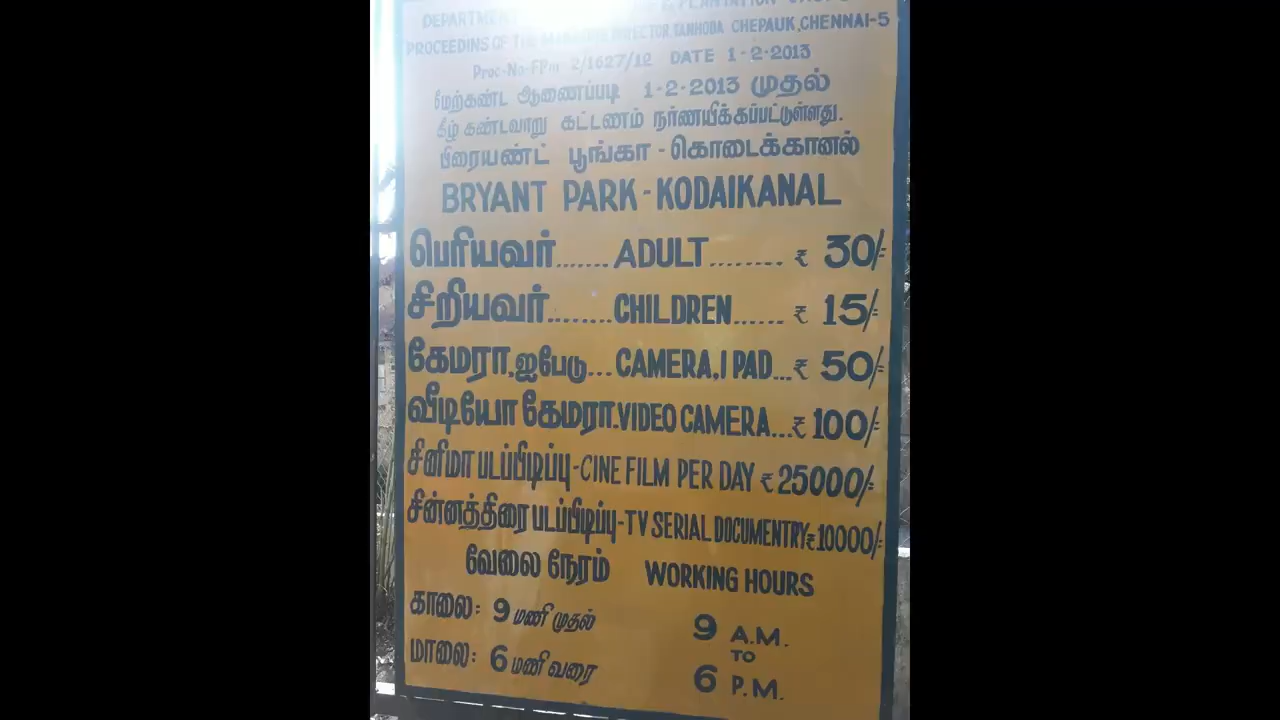 DEPARTMENT & PLANTATION
PROCEEDINS OF THE MANAGING DIRECTOR, TANHODA CHEPAUK, CHENNAI-5
Proc-No-FPm 2/1627/12 DATE 1-2-2013
மேற்கண்ட ஆணைப்படி 1-2-2013 முதல்
கீழ் கண்டவாறு கட்டணம் நிர்ணயிக்கப்பட்டுள்ளது.
பிரையண்ட் பூங்கா - கொடைக்கானல்
BRYANT PARK - KODAIKANAL
பெரியவர்....... ADULT........ ₹ 30/-
சிறியவர்........ CHILDREN...... ₹ 15/-
கேமரா,ஐபேடு... CAMERA, I PAD...₹ 50/-
வீடியோ கேமரா.VIDEO CAMERA...₹ 100/-
சினிமா படப்பிடிப்பு-CINE FILM PER DAY ₹ 25000/-
சின்னத்திரை படப்பிடிப்பு-TV SERIAL DOCUMENTRY ₹ 10000/-
வேலை நேரம் WORKING HOURS
காலை: 9 மணி முதல் 9 A.M.
TO
மாலை: 6 மணி வரை 6 P.M.